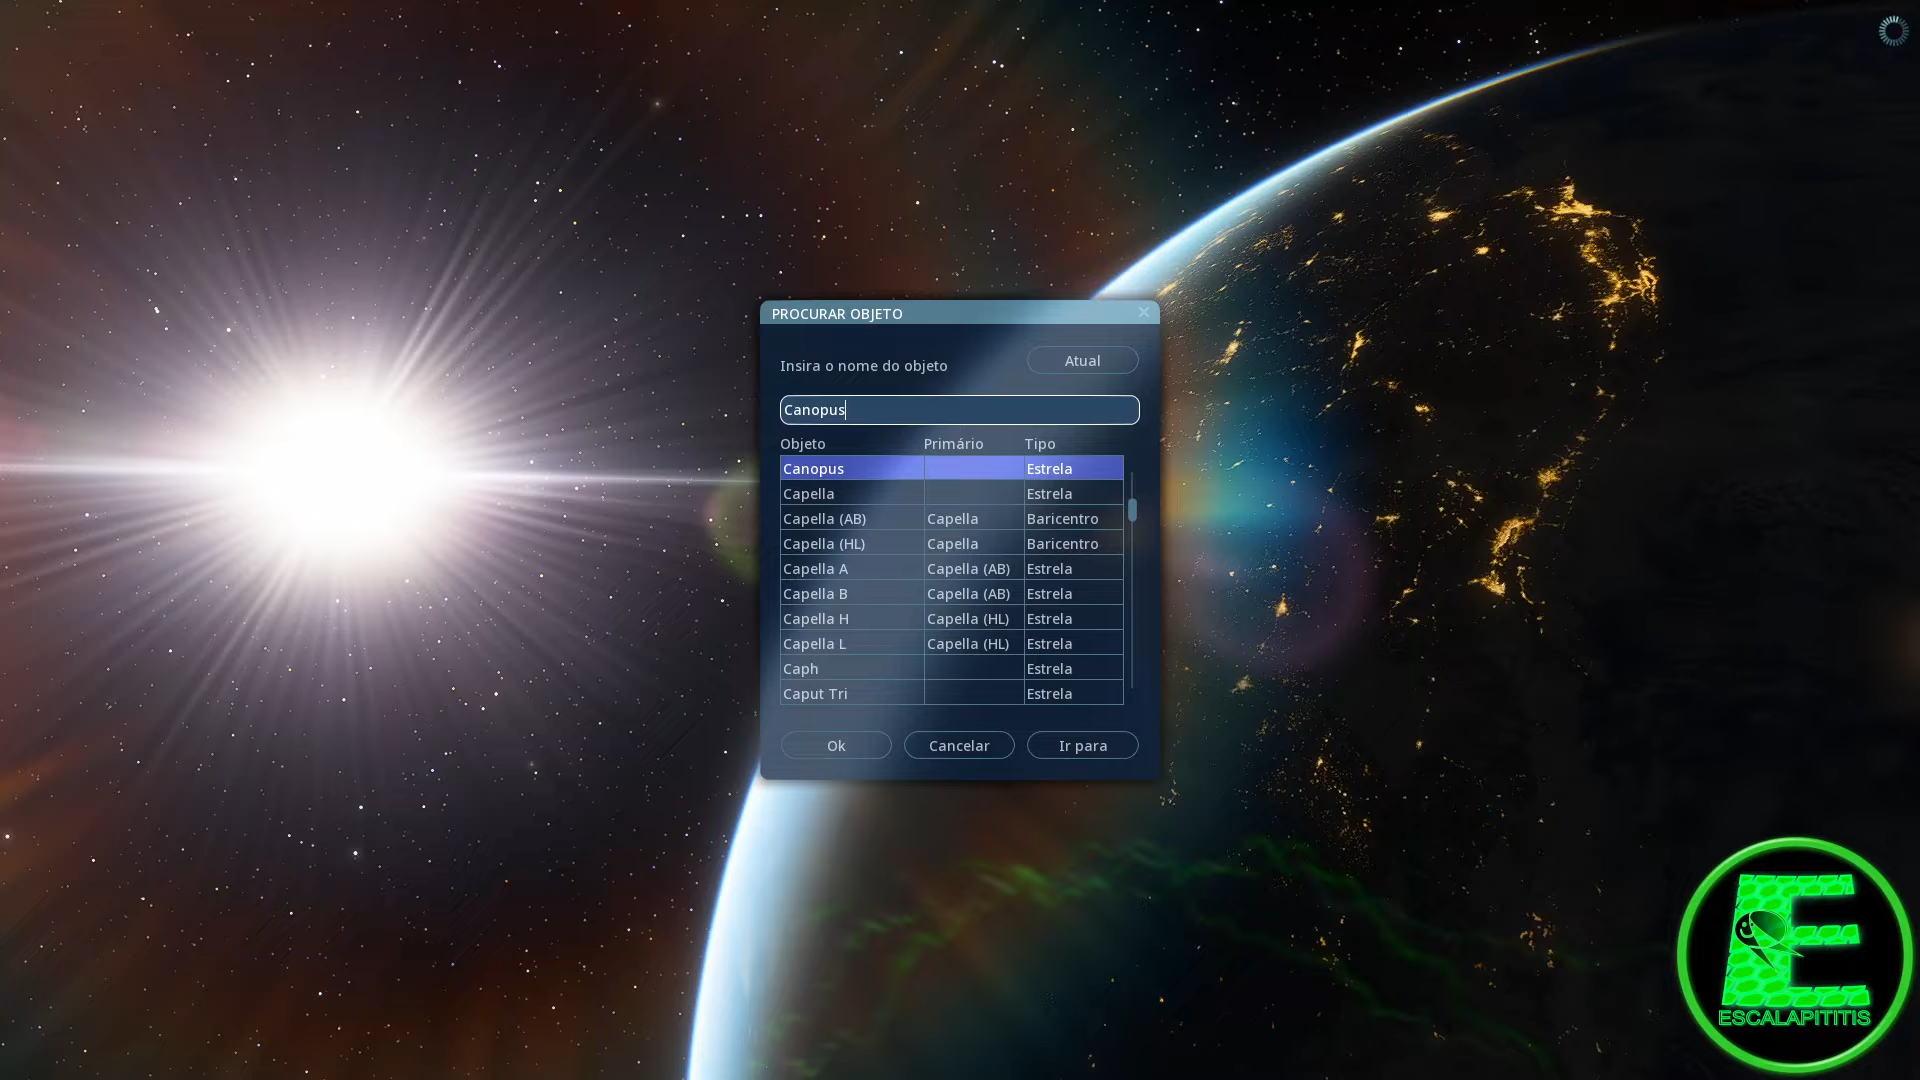 PROCURAR OBJETO
Insira o nome do objeto
Atual
Canopus
Objeto Primário Tipo
Canopus Estrela
Capella Estrela
Capella (AB) Capella Baricentro
Capella (HL) Capella Baricentro
Capella A Capella (AB) Estrela
Capella B Capella (AB) Estrela
Capella H Capella (HL) Estrela
Capella L Capella (HL) Estrela
Caph Estrela
Caput Tri Estrela
Ok Cancelar Ir para
E
ESCALAPITITIS